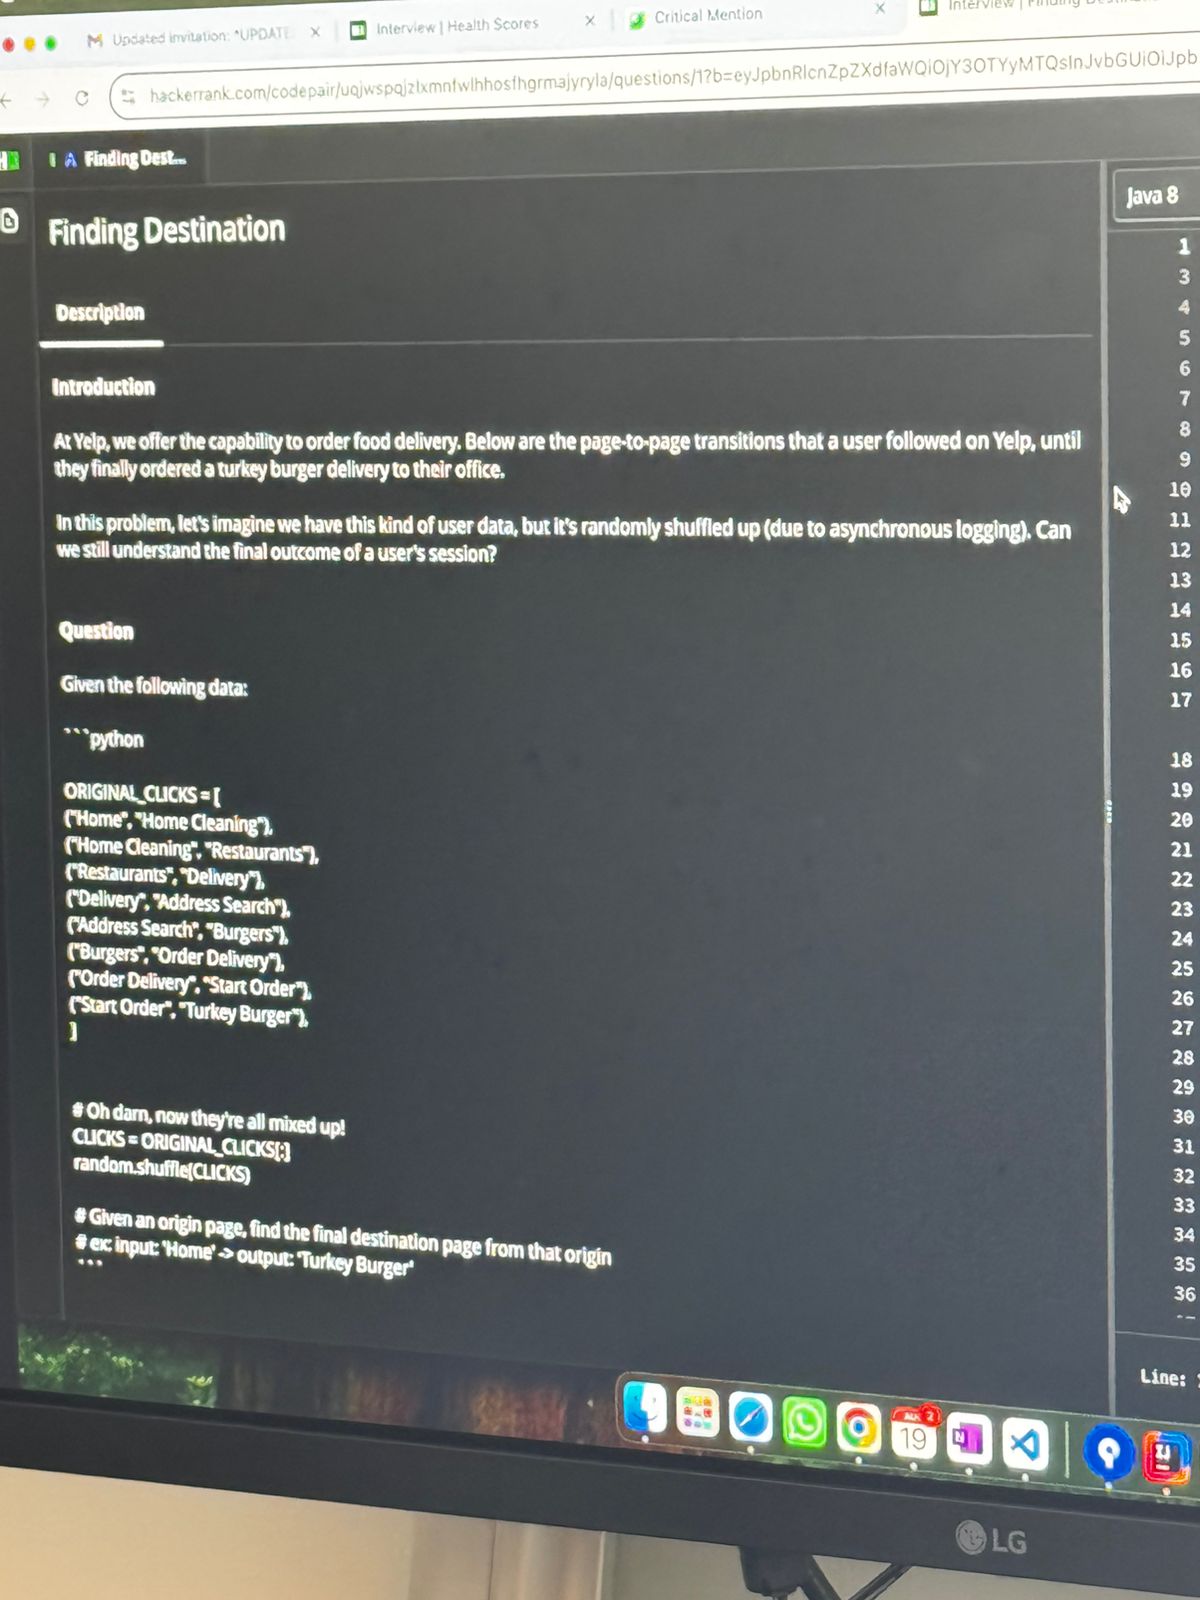 Updated invitation: "UPDATE
Interview | Health Scores
Critical Mention
Interview |
hackerrank.com/codepair/
Finding Dest...
Finding Destination
Java 8
Description
Introduction
At Yelp, we offer the capability to order food delivery. Below are the page-to-page transitions that a user followed on Yelp, until
they finally ordered a turkey burger delivery to their office.
In this problem, let's imagine we have this kind of user data, but it's randomly shuffled up (due to asynchronous logging). Can
we still understand the final outcome of a user's session?
Question
Given the following data:
```python
ORIGINAL_CLICKS = [
("Home", "Home Cleaning"),
("Home Cleaning", "Restaurants"),
("Restaurants", "Delivery"),
("Delivery", "Address Search"),
("Address Search", "Burgers"),
("Burgers", "Order Delivery"),
("Order Delivery", "Start Order"),
("Start Order", "Turkey Burger"),
]
# Oh darn, now they're all mixed up!
CLICKS = ORIGINAL_CLICKS[:]
random.shuffle(CLICKS)
# Given an origin page, find the final destination page from that origin
# ex: input: 'Home' -> output: 'Turkey Burger'
```
1
3
4
5
6
7
8
9
10
11
12
13
14
15
16
17
18
19
20
21
22
23
24
25
26
27
28
29
30
31
32
33
34
35
36
Line:
2
19
N
IJ
LG